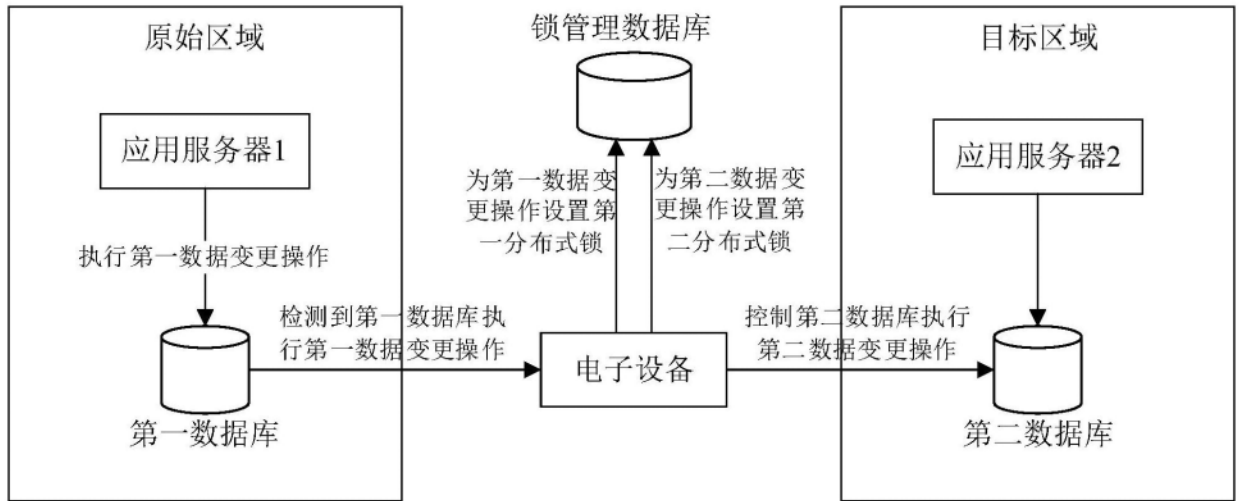 原始区域
锁管理数据库
目标区域
应用服务器1
应用服务器2
为第一数据变
更操作设置第
一分布式锁
为第二数据变
更操作设置第
二分布式锁
执行第一数据变更操作
检测到第一数据库执
行第一数据变更操作
控制第二数据库执行
第二数据变更操作
电子设备
第一数据库
第二数据库